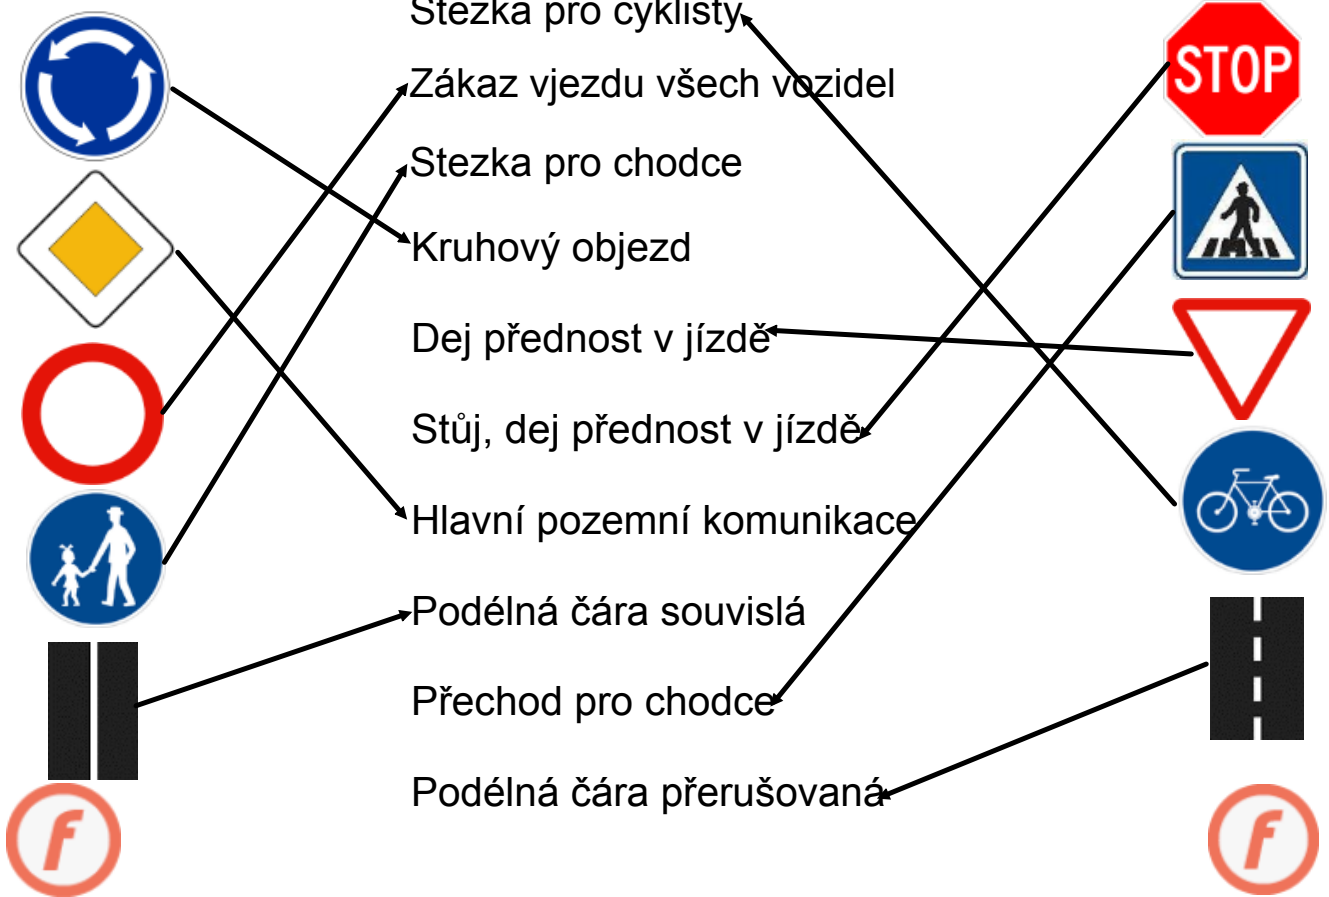 Stezka pro cyklisty
STOP
Zákaz vjezdu všech vozidel
Stezka pro chodce
Kruhový objezd
Dej přednost v jízdě
Stůj, dej přednost v jízdě
Hlavní pozemní komunikace
Podélná čára souvislá
Přechod pro chodce
Podélná čára přerušovaná
f
f